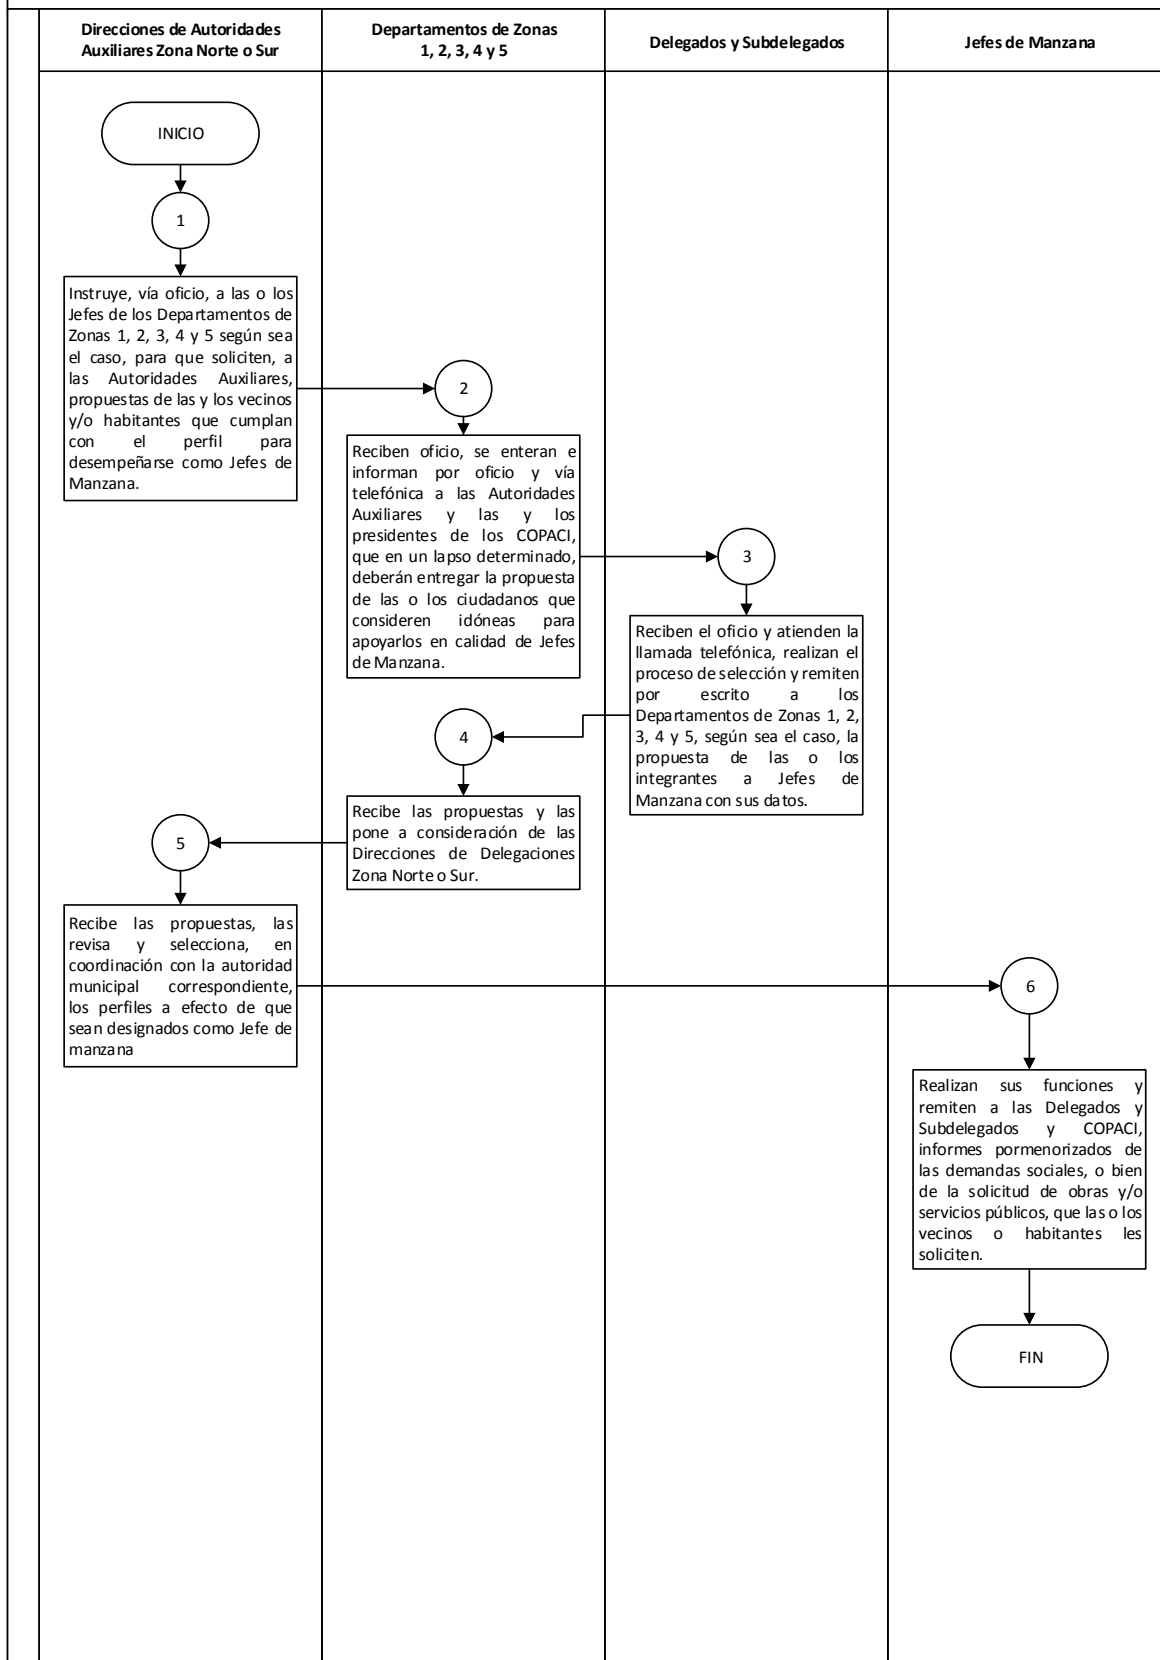 Direcciones de Autoridades
Auxiliares Zona Norte o Sur
Departamentos de Zonas
1, 2, 3, 4 y 5
Delegados y Subdelegados
Jefes de Manzana
INICIO
1
Instruye, vía oficio, a las o los
Jefes de los Departamentos de
Zonas 1, 2, 3, 4 y 5 según sea
el caso, para que soliciten, a
las Autoridades Auxiliares,
propuestas de las y los vecinos
y/o habitantes que cumplan
con el perfil para
desempeñarse como Jefes de
Manzana.
2
Reciben oficio, se enteran e
informan por oficio y vía
telefónica a las Autoridades
Auxiliares y las y los
presidentes de los COPACI,
que en un lapso determinado,
deberán entregar la propuesta
de las o los ciudadanos que
consideren idóneas para
apoyarlos en calidad de Jefes
de Manzana.
3
Reciben el oficio y atienden la
llamada telefónica, realizan el
proceso de selección y remiten
por escrito a los
Departamentos de Zonas 1, 2,
3, 4 y 5, según sea el caso, la
propuesta de las o los
integrantes a Jefes de
Manzana con sus datos.
4
Recibe las propuestas y las
pone a consideración de las
Direcciones de Delegaciones
Zona Norte o Sur.
5
Recibe las propuestas, las
revisa y selecciona, en
coordinación con la autoridad
municipal correspondiente,
los perfiles a efecto de que
sean designados como Jefe de
manzana
6
Realizan sus funciones y
remiten a las Delegados y
Subdelegados y COPACI,
informes pormenorizados de
las demandas sociales, o bien
de la solicitud de obras y/o
servicios públicos, que las o los
vecinos o habitantes les
soliciten.
FIN